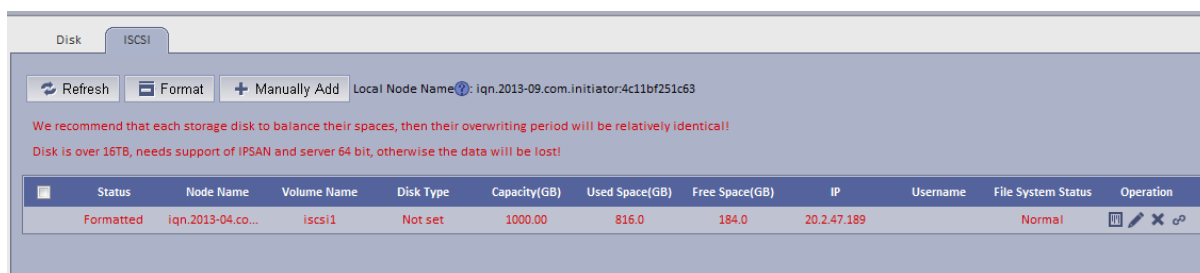 Disk ISCSI
Refresh Format Manually Add Local Node Name?: iqn.2013-09.com.initiator:4c11bf251c63
We recommend that each storage disk to balance their spaces, then their overwriting period will be relatively identical!
Disk is over 16TB, needs support of IPSAN and server 64 bit, otherwise the data will be lost!
Status Node Name Volume Name Disk Type Capacity(GB) Used Space(GB) Free Space(GB) IP Username File System Status Operation
Formatted iqn.2013-04.co... iscsi1 Not set 1000.00 816.0 184.0 20.2.47.189 Normal